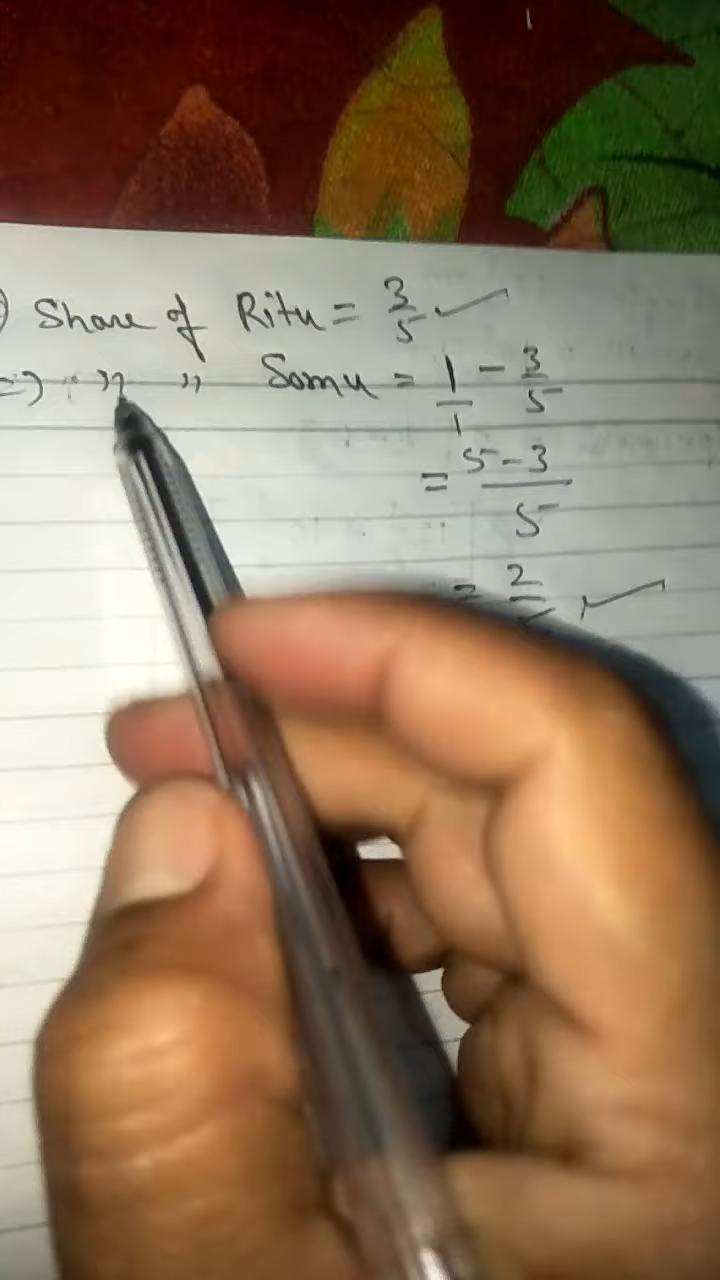 ) Share of Ritu = 3/5 ✓
=) " " Somu = 1/1 - 3/5
= 5-3/5
= 2/5 ✓